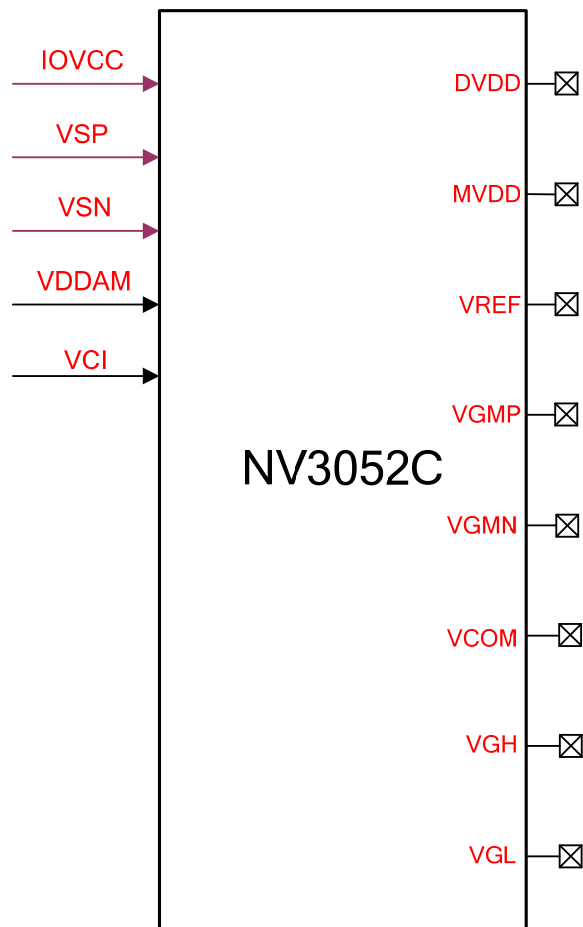 IOVCC
VSP
VSN
VDDAM
VCI
NV3052C
DVDD
MVDD
VREF
VGMP
VGMN
VCOM
VGH
VGL